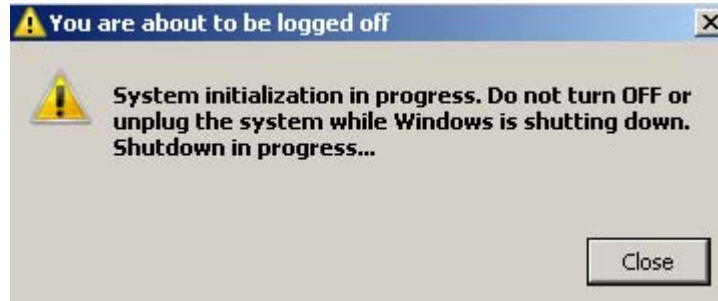 You are about to be logged off
System initialization in progress. Do not turn OFF or
unplug the system while Windows is shutting down.
Shutdown in progress...
Close